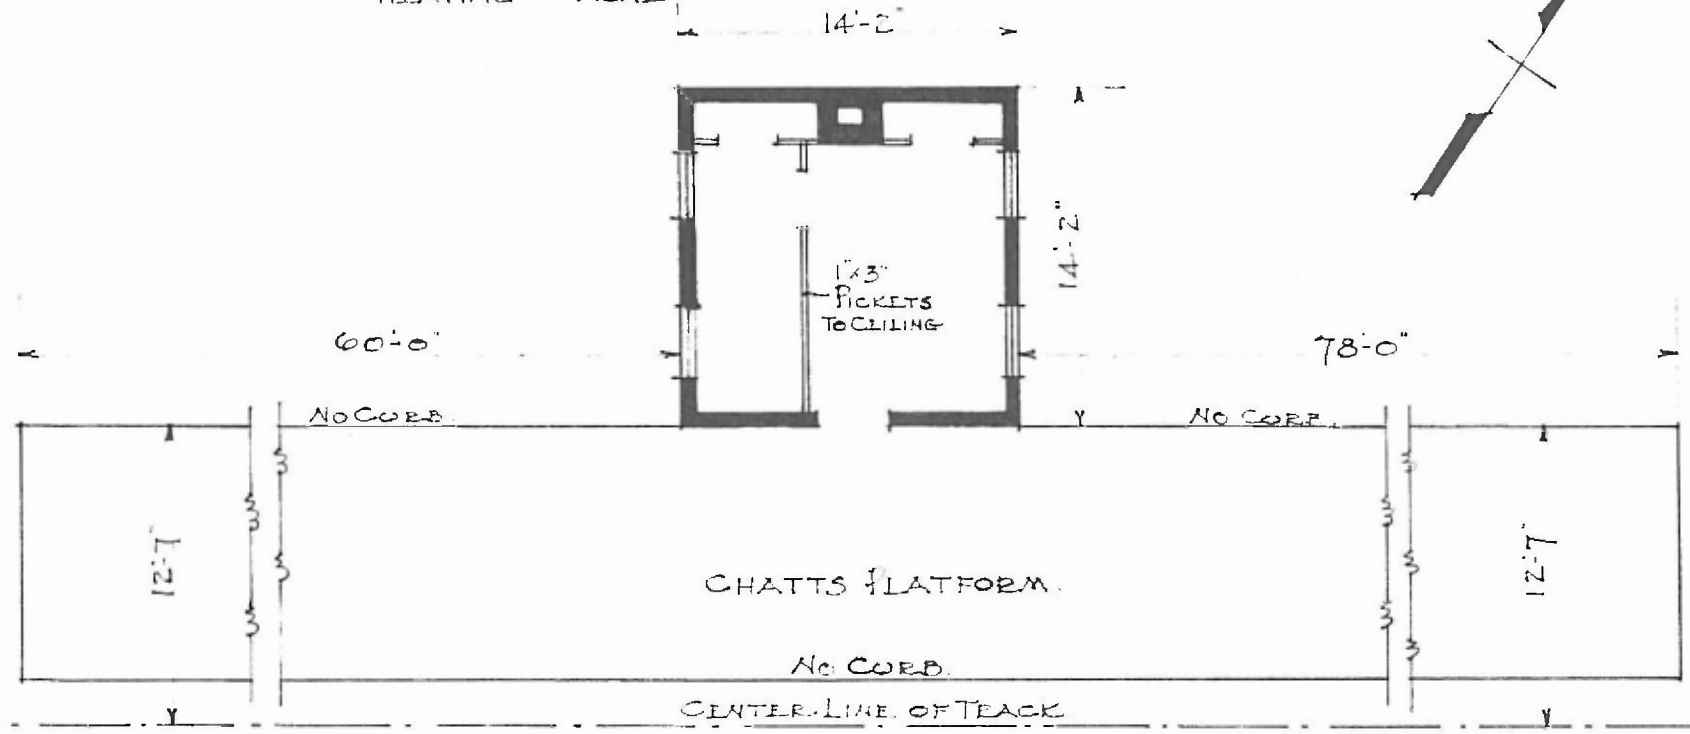 14'-2"
14'-2"
1"x3"
PICKETS
TO CEILING
60'-0"
78'-0"
NO CURB.
NO CURB.
12'-7"
12'-7"
CHATTS PLATFORM.
NO CURB.
CENTER-LINE OF TRACK